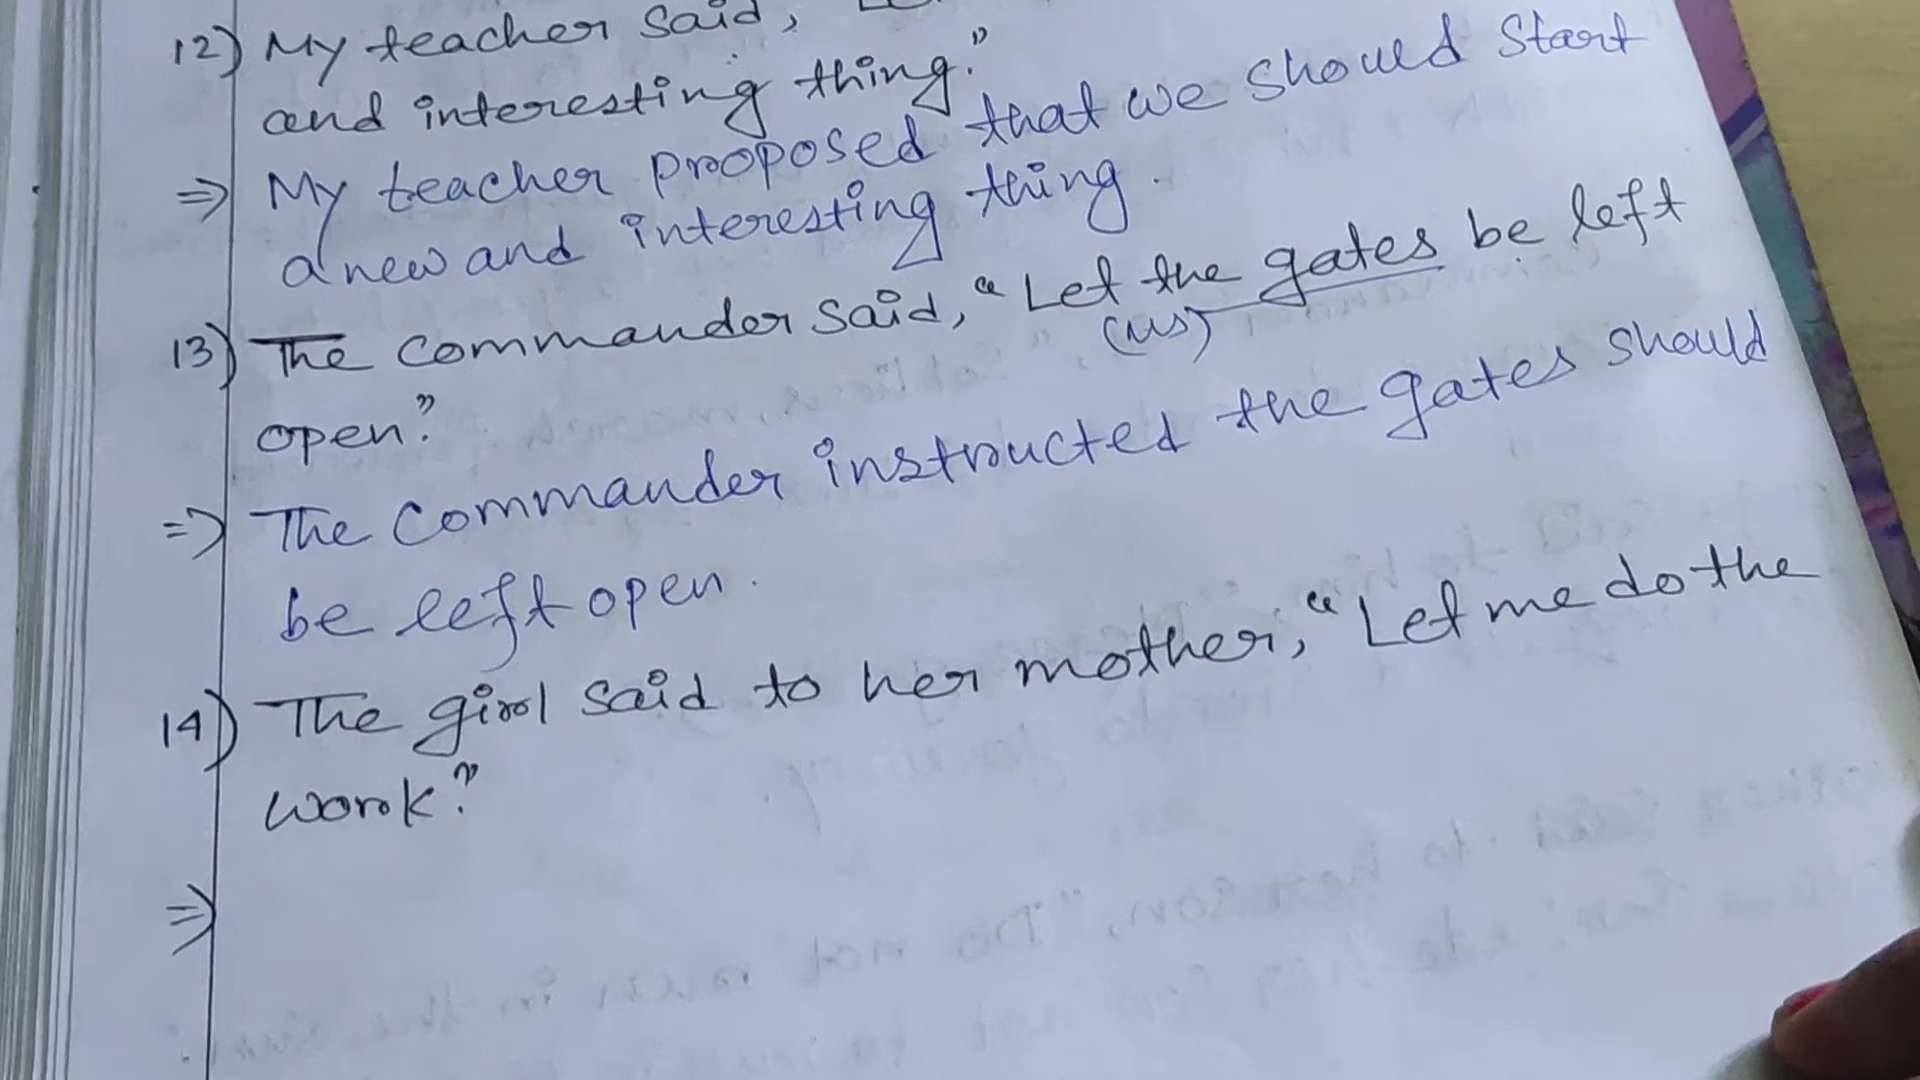 12) My teacher said,
and interesting thing."
=> My teacher proposed that we should start
a new and interesting thing.
13) The Commander said, "Let the gates be left
(us)
open."
=> The Commander instructed the gates should
be left open.
14) The girl said to her mother, "Let me do the
work."
=>